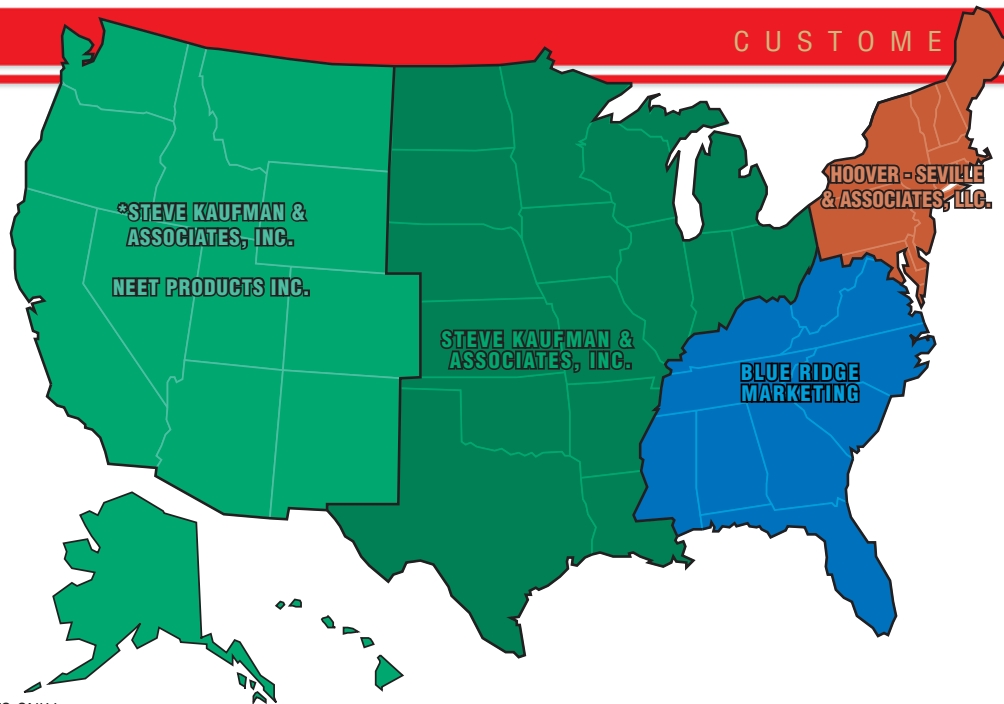 CUSTOME
*STEVE KAUFMAN &
ASSOCIATES, INC.
NEET PRODUCTS INC.
STEVE KAUFMAN &
ASSOCIATES, INC.
HOOVER - SEVILLE
& ASSOCIATES, LLC.
BLUE RIDGE
MARKETING